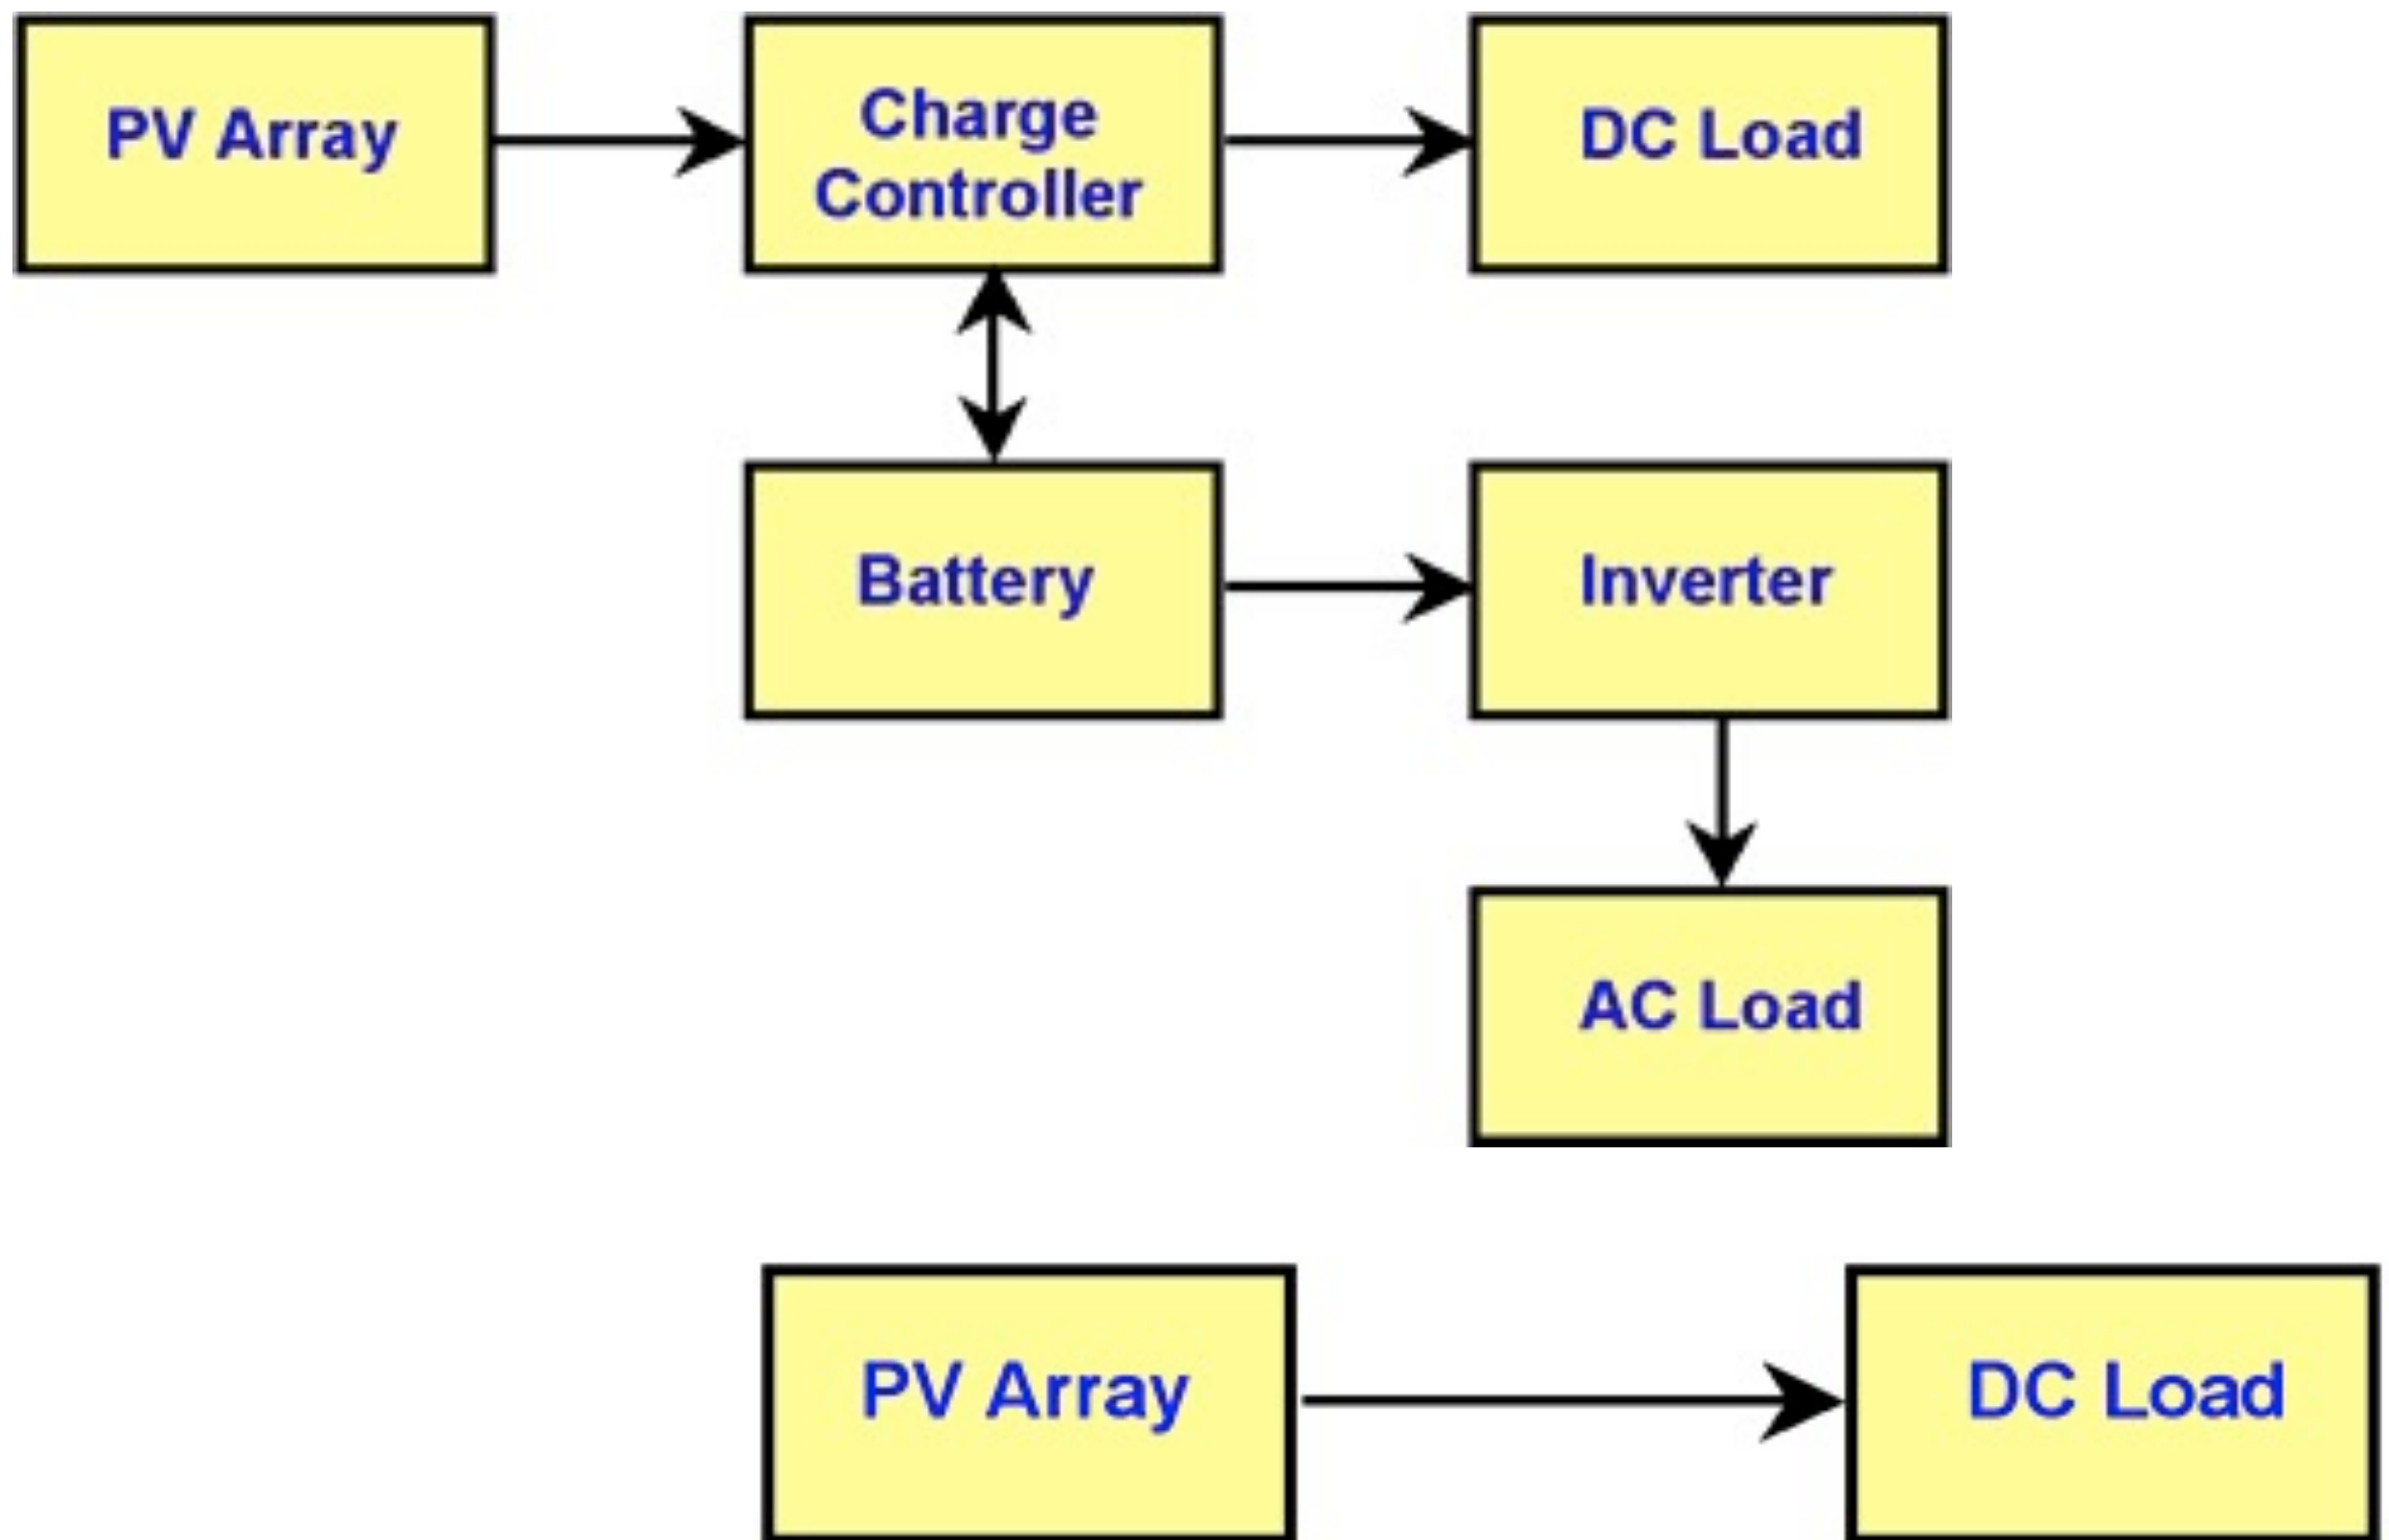 PV Array
Charge
Controller
DC Load
Battery
Inverter
AC Load
PV Array
DC Load